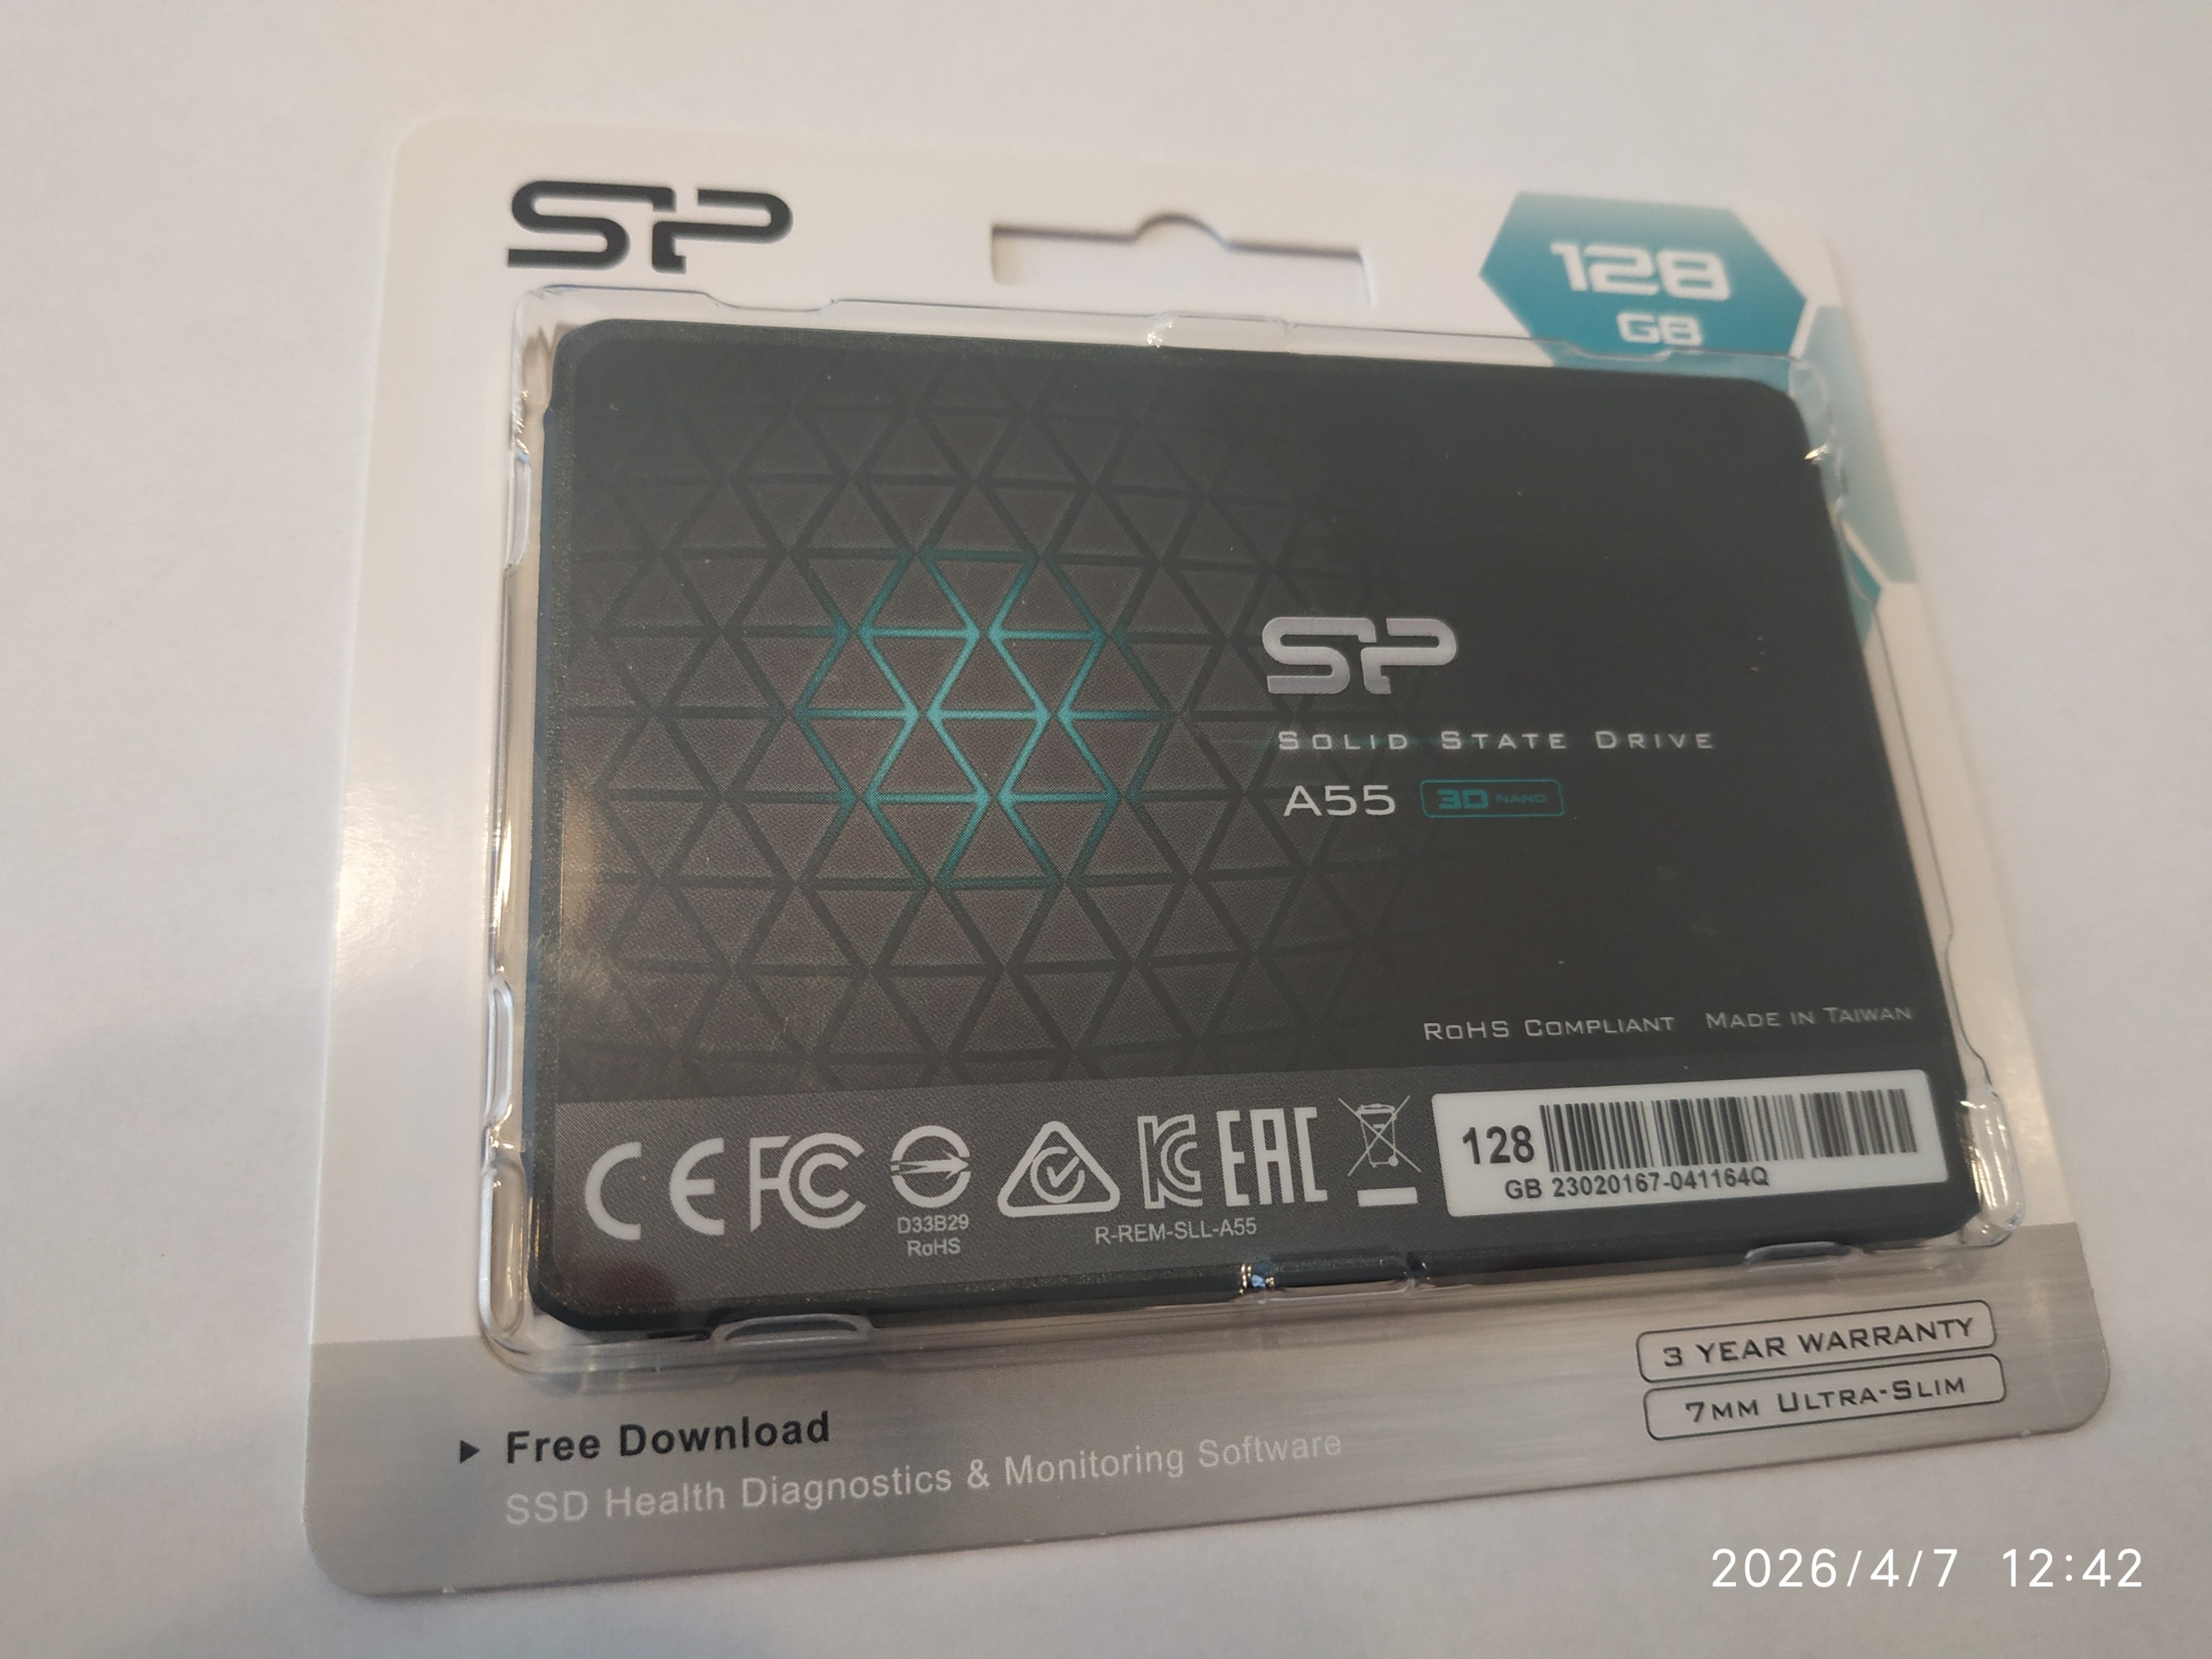 SP
128
GB
SP
SOLID STATE DRIVE
A55 3D NAND
ROHS COMPLIANT MADE IN TAIWAN
CE FC
D33B29
RoHS
KC EAC
R-REM-SLL-A55
128
GB 23020167-041164Q
3 YEAR WARRANTY
7MM ULTRA-SLIM
Free Download
SSD Health Diagnostics & Monitoring Software
2026/4/7 12:42